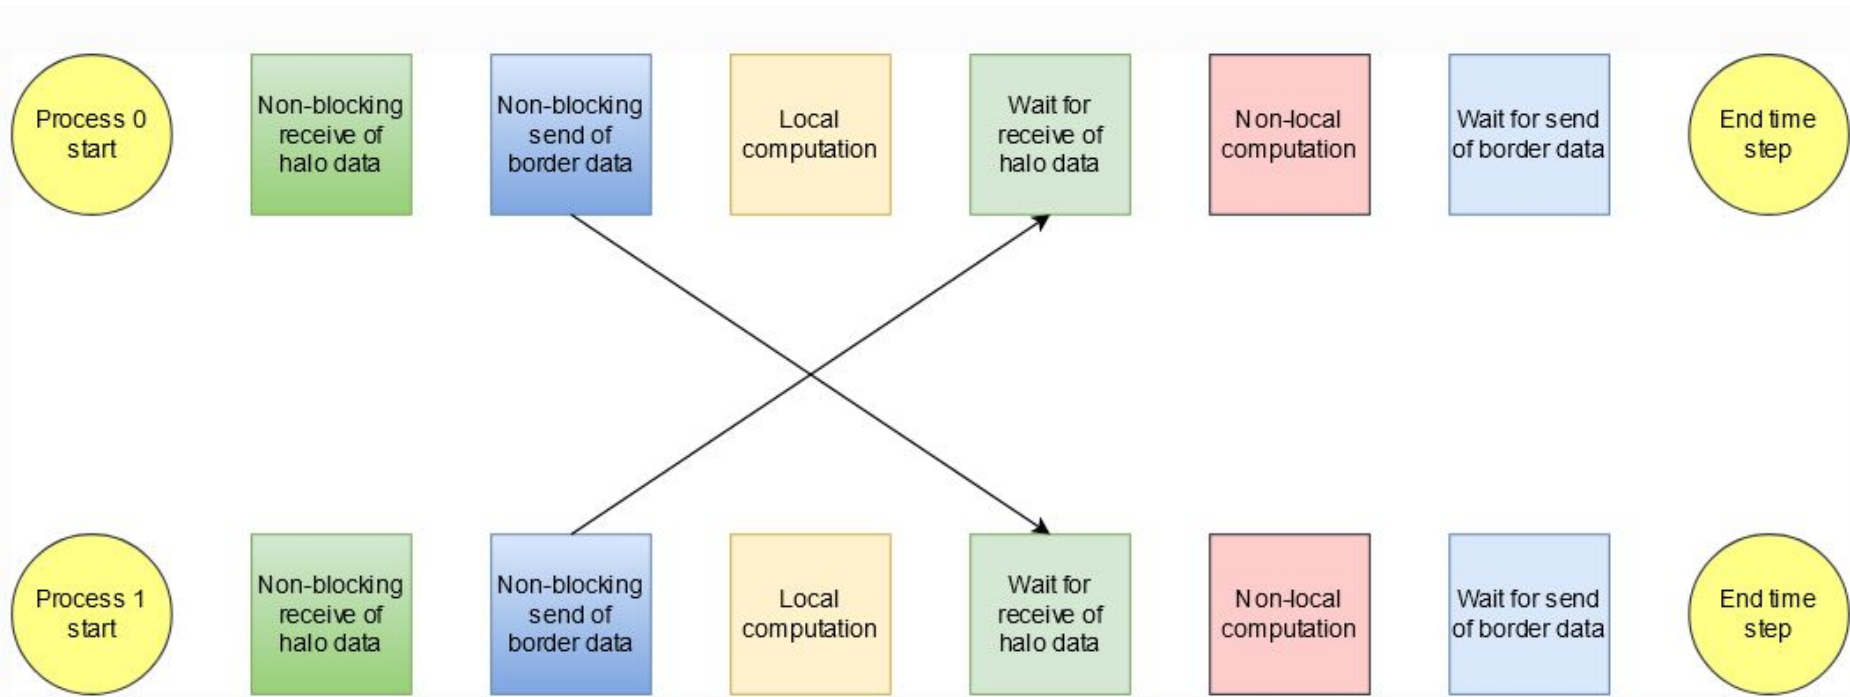 Process 0
start
Non-blocking
receive of
halo data
Non-blocking
send of
border data
Local
computation
Wait for
receive of
halo data
Non-local
computation
Wait for send
of border data
End time
step
Process 1
start
Non-blocking
receive of
halo data
Non-blocking
send of
border data
Local
computation
Wait for
receive of
halo data
Non-local
computation
Wait for send
of border data
End time
step